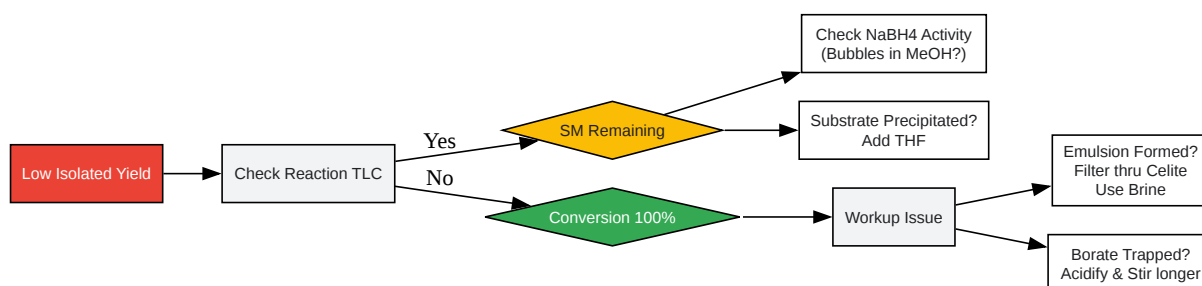 Low Isolated Yield
Check Reaction TLC
Yes
No
SM Remaining
Conversion 100%
Check NaBH4 Activity
(Bubbles in MeOH?)
Substrate Precipitated?
Add THF
Workup Issue
Emulsion Formed?
Filter thru Celite
Use Brine
Borate Trapped?
Acidify & Stir longer